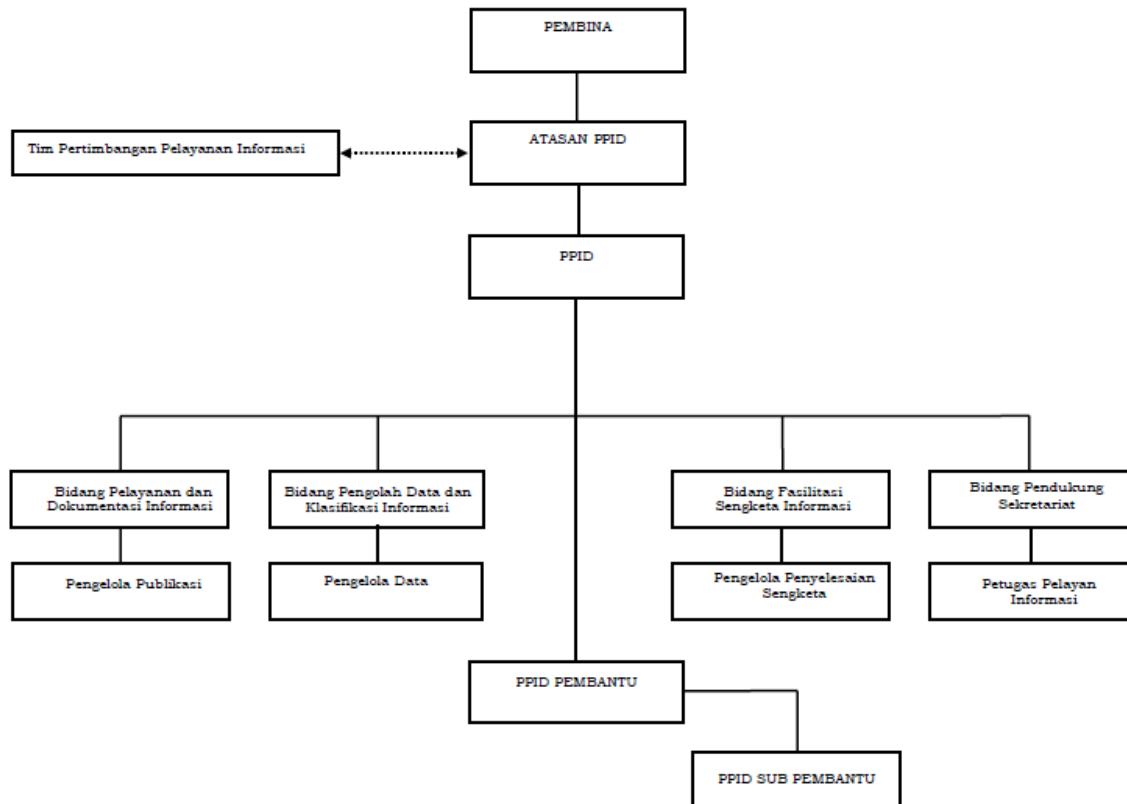 PEMBINA
Tim Pertimbangan Pelayanan Informasi
ATASAN PPID
PPID
Bidang Pelayanan dan
Dokumentasi Informasi
Bidang Pengolah Data dan
Klasifikasi Informasi
Bidang Fasilitasi
Sengketa Informasi
Bidang Pendukung
Sekretariat
Pengelola Publikasi
Pengelola Data
Pengelola Penyelesaian
Sengketa
Petugas Pelayan
Informasi
PPID PEMBANTU
PPID SUB PEMBANTU